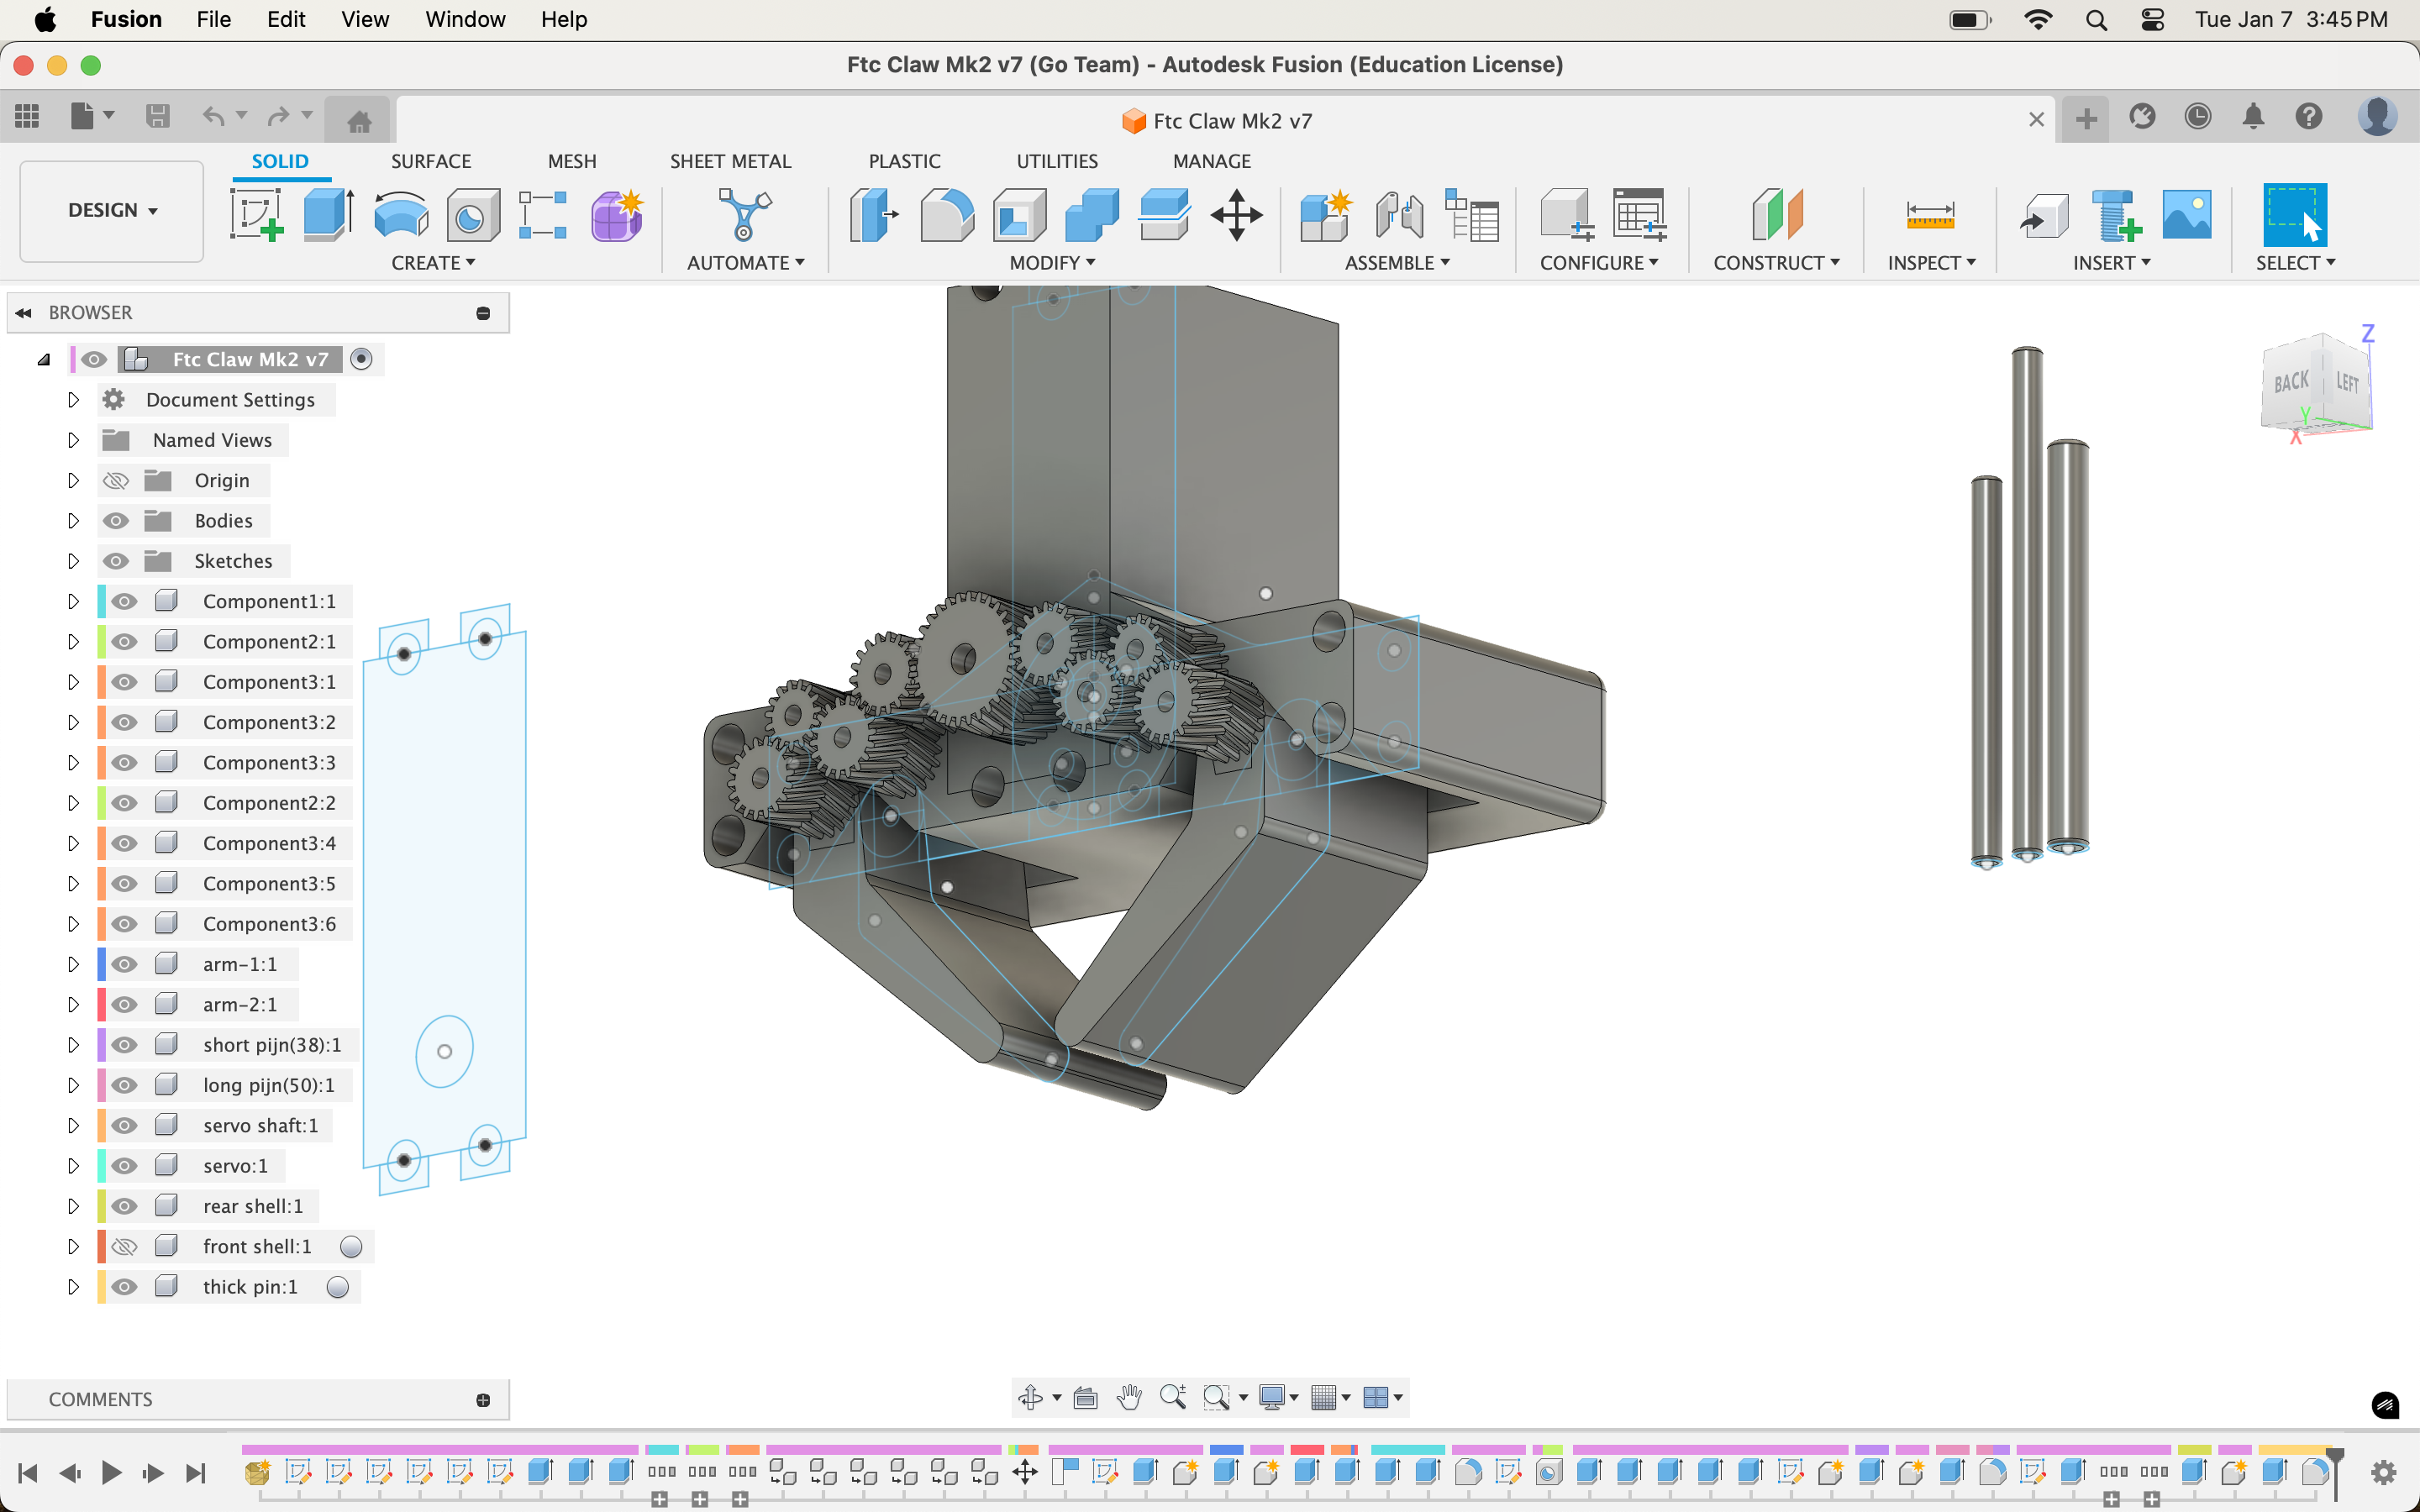 Fusion File Edit View Window Help Tue Jan 7 3:45 PM
Ftc Claw Mk2 v7 (Go Team) - Autodesk Fusion (Education License)
Ftc Claw Mk2 v7
SOLID SURFACE MESH SHEET METAL PLASTIC UTILITIES MANAGE
DESIGN
CREATE AUTOMATE MODIFY ASSEMBLE CONFIGURE CONSTRUCT INSPECT INSERT SELECT
BROWSER
Ftc Claw Mk2 v7
Document Settings
Named Views
Origin
Bodies
Sketches
Component1:1
Component2:1
Component3:1
Component3:2
Component3:3
Component2:2
Component3:4
Component3:5
Component3:6
arm-1:1
arm-2:1
short pijn(38):1
long pijn(50):1
servo shaft:1
servo:1
rear shell:1
front shell:1
thick pin:1
Z
BACK LEFT
Y
X
COMMENTS